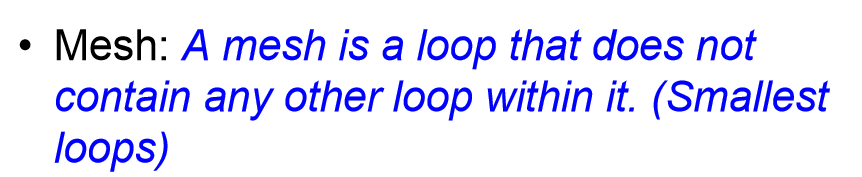 • Mesh: A mesh is a loop that does not
contain any other loop within it. (Smallest
loops)